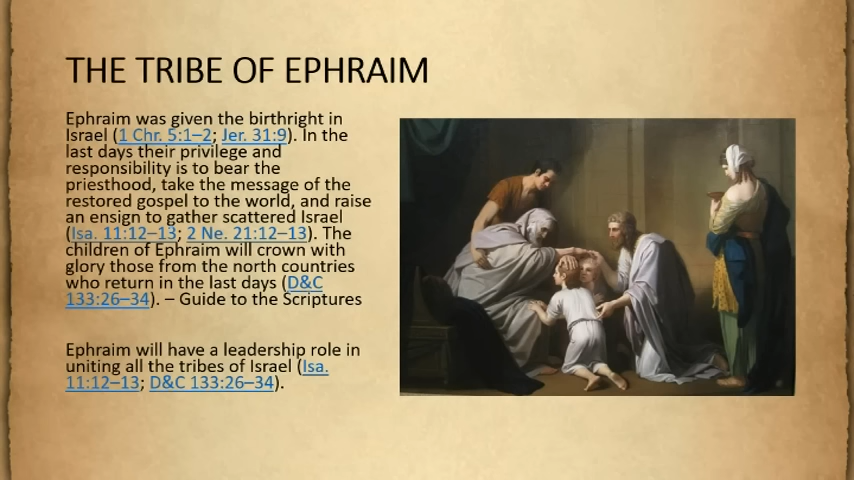 THE TRIBE OF EPHRAIM
Ephraim was given the birthright in
Israel (1 Chr. 5:1–2; Jer. 31:9). In the
last days their privilege and
responsibility is to bear the
priesthood, take the message of the
restored gospel to the world, and raise
an ensign to gather scattered Israel
(Isa. 11:12–13; 2 Ne. 21:12–13). The
children of Ephraim will crown with
glory those from the north countries
who return in the last days (D&C
133:26–34). – Guide to the Scriptures
Ephraim will have a leadership role in
uniting all the tribes of Israel (Isa.
11:12–13; D&C 133:26–34).